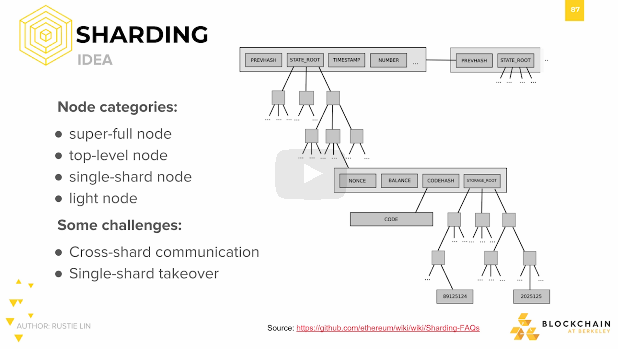 87
SHARDING
IDEA
PREVHASH STATE_ROOT TIMESTAMP NUMBER ...
PREVHASH STATE_ROOT ...
Node categories:
● super-full node
● top-level node
● single-shard node
● light node
Some challenges:
● Cross-shard communication
● Single-shard takeover
NONCE BALANCE CODEHASH STORAGE_ROOT
CODE
89125124 2025125
AUTHOR: RUSTIE LIN
Source: https://github.com/ethereum/wiki/wiki/Sharding-FAQs
BLOCKCHAIN
AT BERKELEY